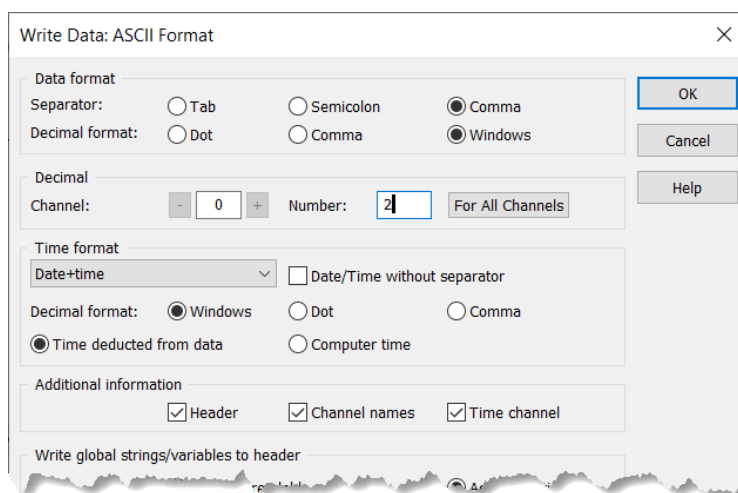 Write Data: ASCII Format
Data format
Separator: Tab Semicolon Comma
Decimal format: Dot Comma Windows
OK
Cancel
Help
Decimal
Channel: - 0 + Number: 2 For All Channels
Time format
Date+time Date/Time without separator
Decimal format: Windows Dot Comma
Time deducted from data Computer time
Additional information
Header Channel names Time channel
Write global strings/variables to header